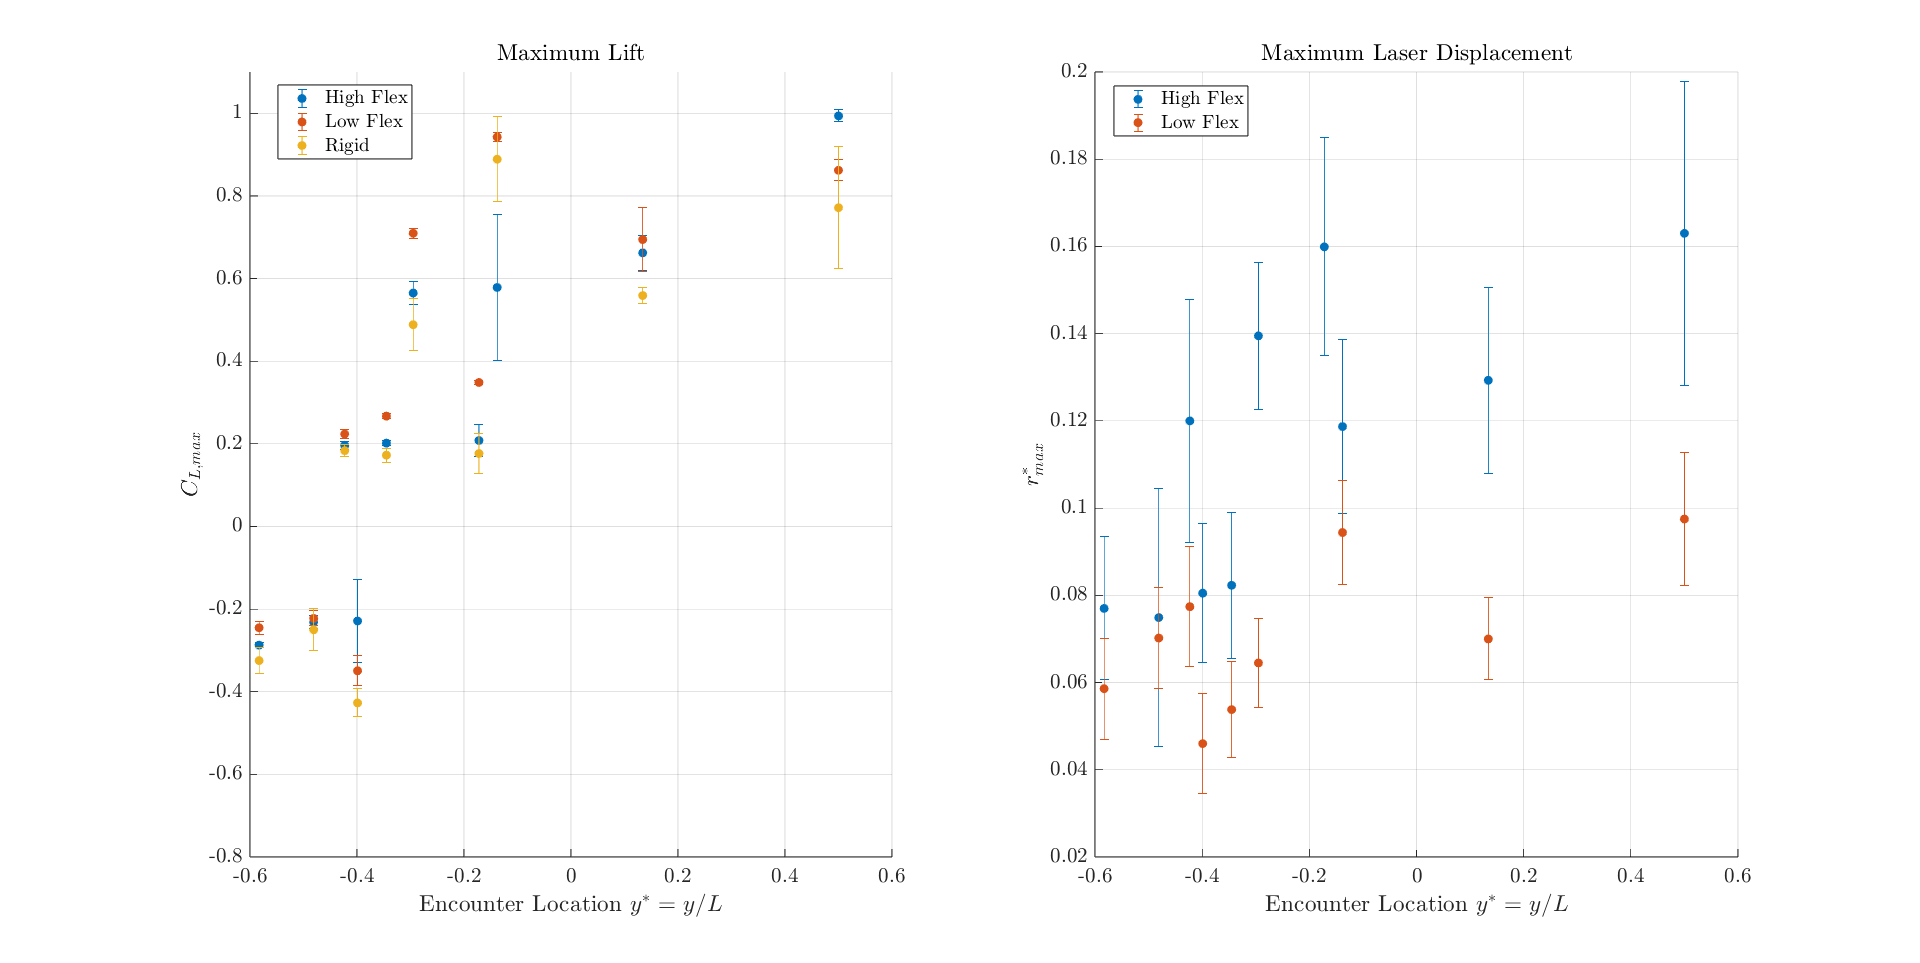 Maximum Lift
High Flex
Low Flex
Rigid
1
0.8
0.6
0.4
0.2
0
-0.2
-0.4
-0.6
-0.8
C_{L,max}
-0.6 -0.4 -0.2 0 0.2 0.4 0.6
Encounter Location y* = y/L
Maximum Laser Displacement
High Flex
Low Flex
0.2
0.18
0.16
0.14
0.12
0.1
0.08
0.06
0.04
0.02
r*_{max}
-0.6 -0.4 -0.2 0 0.2 0.4 0.6
Encounter Location y* = y/L